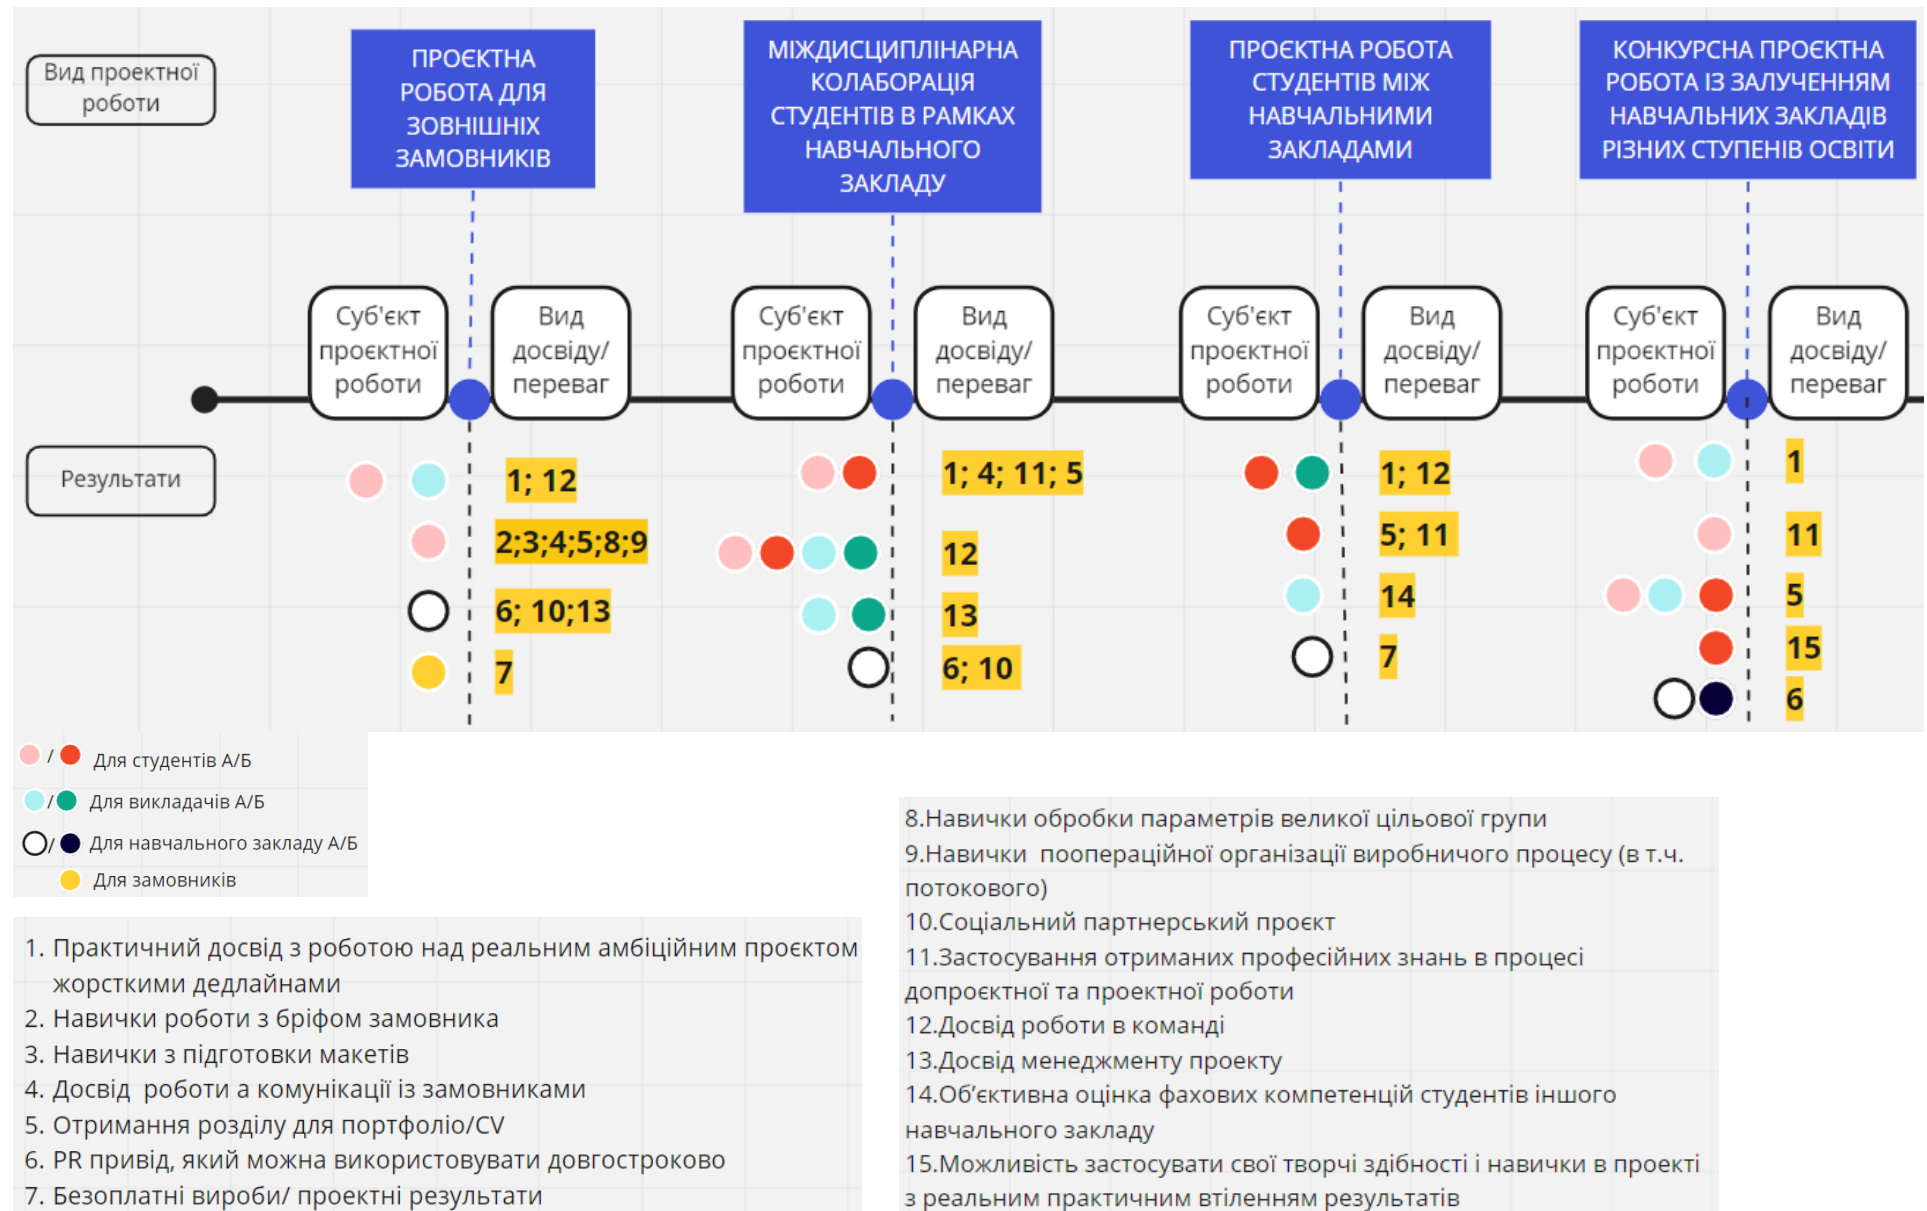 Вид проектної
роботи
ПРОЄКТНА
РОБОТА ДЛЯ
ЗОВНІШНІХ
ЗАМОВНИКІВ
МІЖДИСЦИПЛІНАРНА
КОЛАБОРАЦІЯ
СТУДЕНТІВ В РАМКАХ
НАВЧАЛЬНОГО
ЗАКЛАДУ
ПРОЄКТНА РОБОТА
СТУДЕНТІВ МІЖ
НАВЧАЛЬНИМИ
ЗАКЛАДАМИ
КОНКУРСНА ПРОЄКТНА
РОБОТА ІЗ ЗАЛУЧЕННЯМ
НАВЧАЛЬНИХ ЗАКЛАДІВ
РІЗНИХ СТУПЕНІВ ОСВІТИ
Суб'єкт
проєктної
роботи
Вид
досвіду/
переваг
Суб'єкт
проєктної
роботи
Вид
досвіду/
переваг
Суб'єкт
проєктної
роботи
Вид
досвіду/
переваг
Суб'єкт
проєктної
роботи
Вид
досвіду/
переваг
Результати
1; 12
2;3;4;5;8;9
6; 10;13
7
1; 4; 11; 5
12
13
6; 10
1; 12
5; 11
14
7
1
11
5
15
6
/ Для студентів А/Б
/ Для викладачів А/Б
/ Для навчального закладу А/Б
Для замовників
1. Практичний досвід з роботою над реальним амбіційним проєктом
жорсткими дедлайнами
2. Навички роботи з бріфом замовника
3. Навички з підготовки макетів
4. Досвід роботи а комунікації із замовниками
5. Отримання розділу для портфоліо/CV
6. PR привід, який можна використовувати довгостроково
7. Безоплатні вироби/ проектні результати
8.Навички обробки параметрів великої цільової групи
9.Навички поопераційної організації виробничого процесу (в т.ч.
потокового)
10.Соціальний партнерський проєкт
11.Застосування отриманих професійних знань в процесі
допроєктної та проектної роботи
12.Досвід роботи в команді
13.Досвід менеджменту проекту
14.Об’єктивна оцінка фахових компетенцій студентів іншого
навчального закладу
15.Можливість застосувати свої творчі здібності і навички в проекті
з реальним практичним втіленням результатів